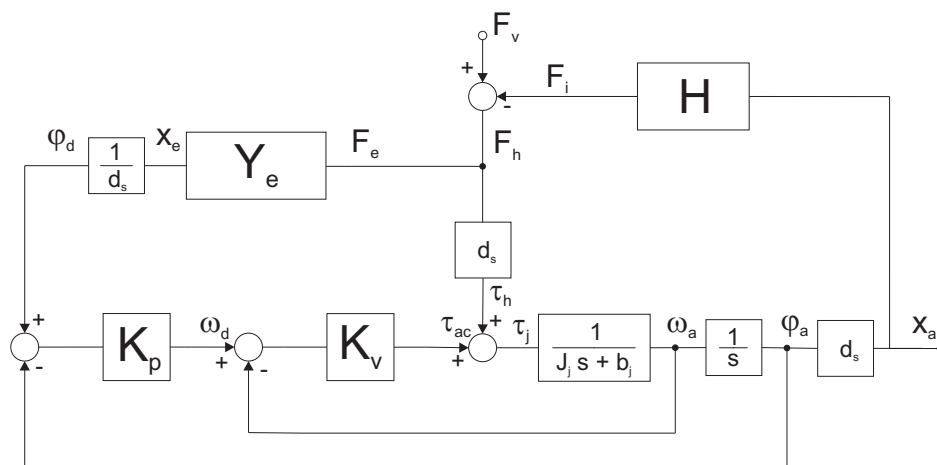 F_v
+
F_i
H
-
φ_d
x_e
F_e
F_h
1
d_s
Y_e
d_s
τ_h
+
+
K_p
ω_d
K_v
τ_ac
τ_j
1
J_j s + b_j
ω_a
1
s
φ_a
d_s
x_a
-
+
-
+